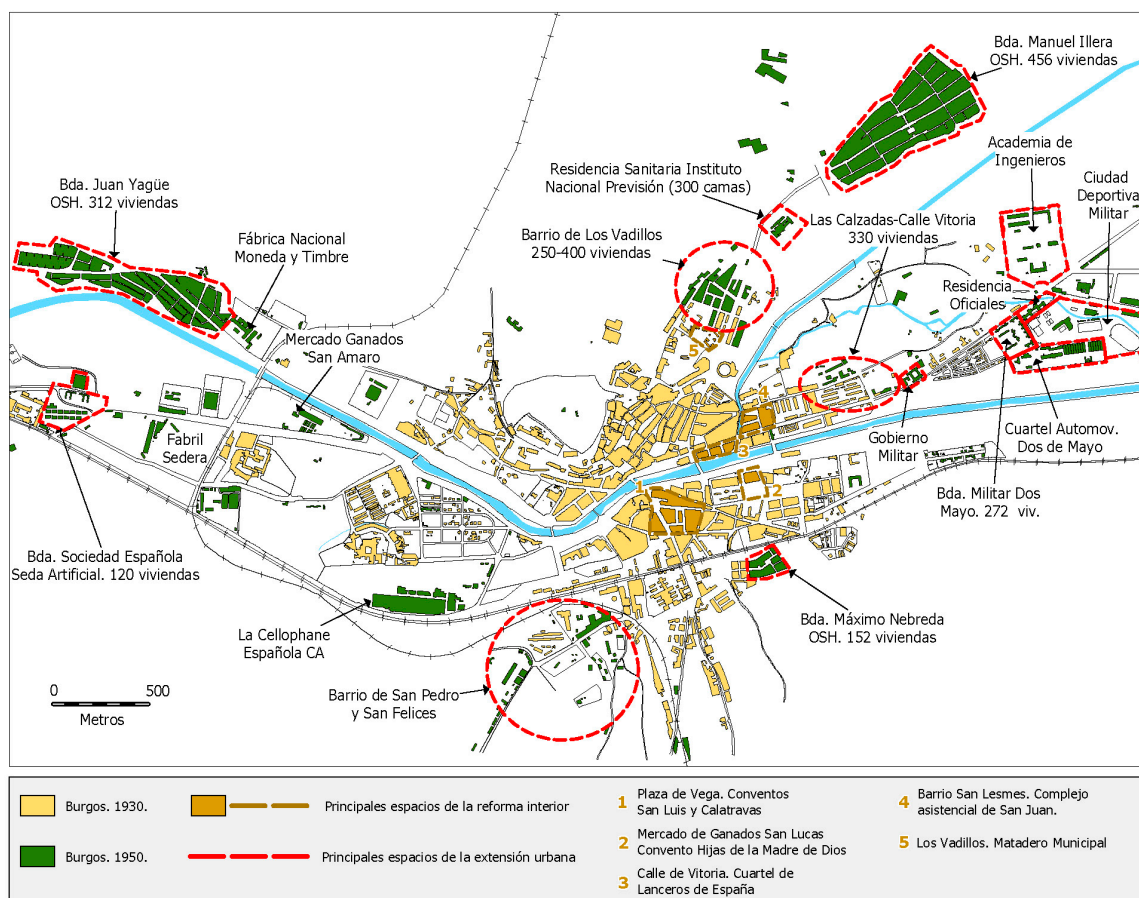 Bda. Manuel Illera
OSH. 456 viviendas
Academia de
Ingenieros
Ciudad
Deportiva
Militar
Residencia Sanitaria Instituto
Nacional Previsión (300 camas)
Bda. Juan Yagüe
OSH. 312 viviendas
Las Calzadas-Calle Vitoria
330 viviendas
Barrio de Los Vadillos
250-400 viviendas
Fábrica Nacional
Moneda y Timbre
Residencia
Oficiales
Mercado Ganados
San Amaro
5
4
3
2
1
Fabril
Sedera
Gobierno
Militar
Cuartel Automov.
Dos de Mayo
Bda. Militar Dos
Mayo. 272 viv.
Bda. Sociedad Española
Seda Artificial. 120 viviendas
Bda. Máximo Nebreda
OSH. 152 viviendas
La Cellophane
Española CA
Barrio de San Pedro
y San Felices
0 500
Metros
Burgos. 1930.
Burgos. 1950.
Principales espacios de la reforma interior
Principales espacios de la extensión urbana
1 Plaza de Vega. Conventos
San Luis y Calatravas
2 Mercado de Ganados San Lucas
Convento Hijas de la Madre de Dios
3 Calle de Vitoria. Cuartel de
Lanceros de España
4 Barrio San Lesmes. Complejo
asistencial de San Juan.
5 Los Vadillos. Matadero Municipal